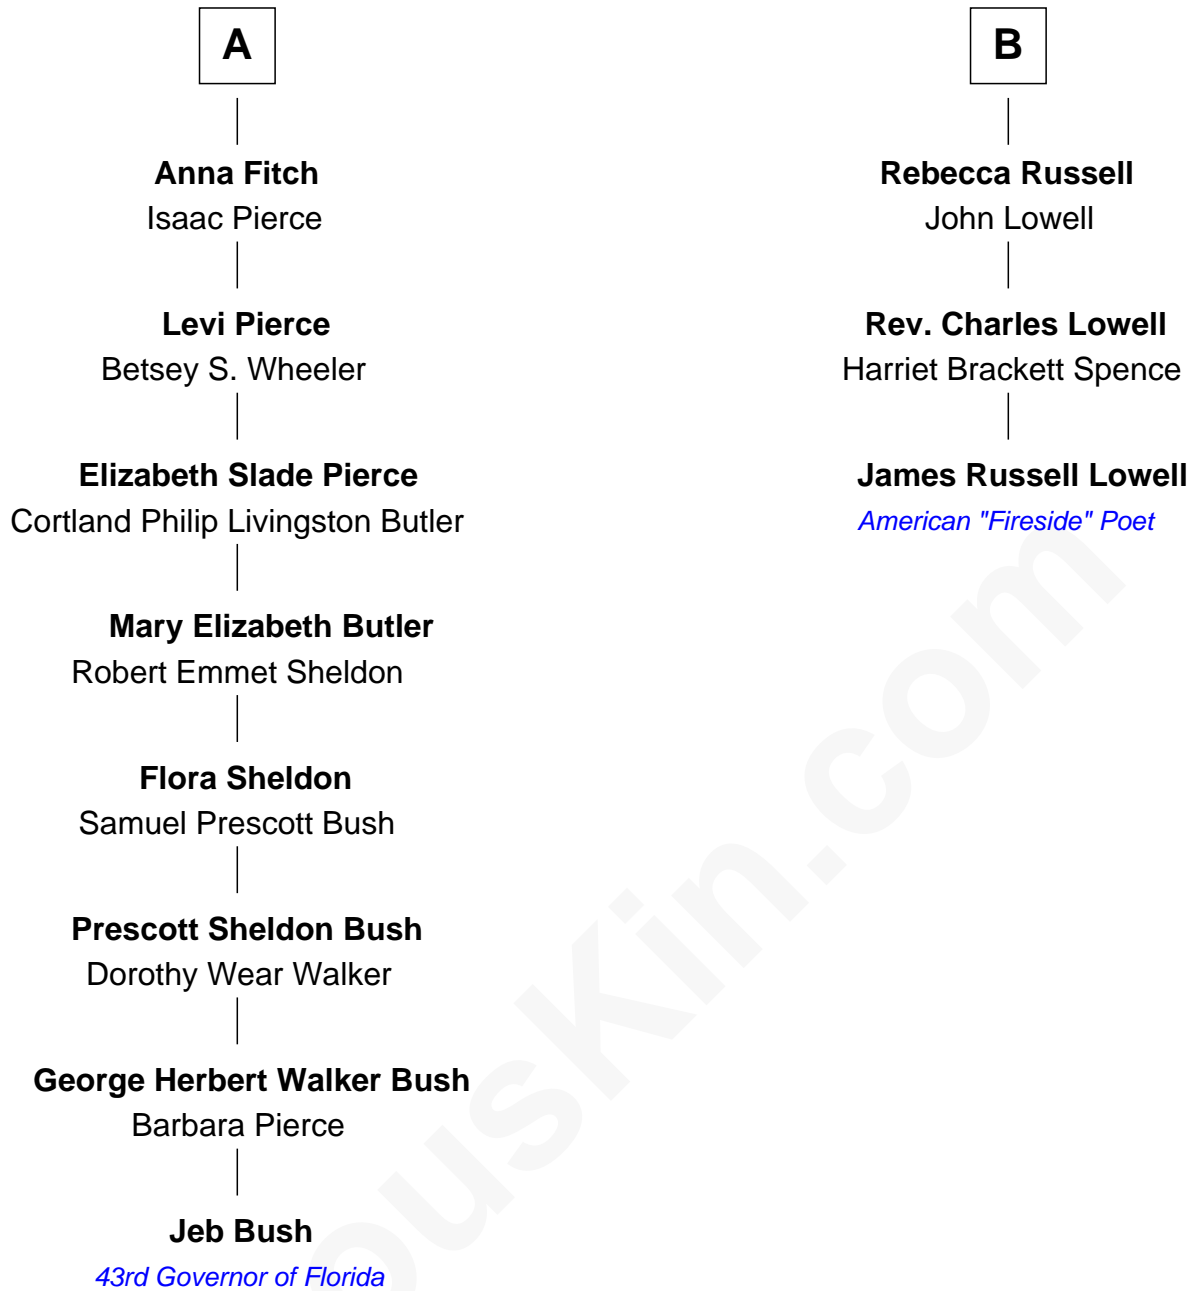 A
Anna Fitch
Isaac Pierce
Levi Pierce
Betsey S. Wheeler
Elizabeth Slade Pierce
Cortland Philip Livingston Butler
Mary Elizabeth Butler
Robert Emmet Sheldon
Flora Sheldon
Samuel Prescott Bush
Prescott Sheldon Bush
Dorothy Wear Walker
George Herbert Walker Bush
Barbara Pierce
Jeb Bush
43rd Governor of Florida
B
Rebecca Russell
John Lowell
Rev. Charles Lowell
Harriet Brackett Spence
James Russell Lowell
American "Fireside" Poet
ousKin.com